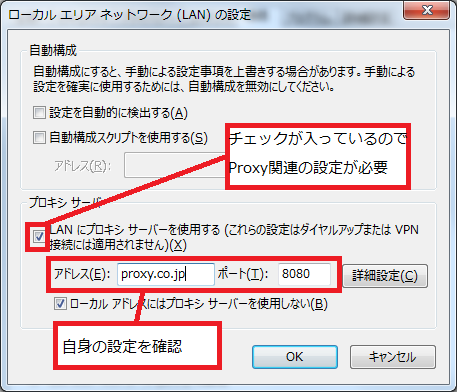 ローカル エリア ネットワーク (LAN) の設定
自動構成
自動構成にすると、手動による設定事項を上書きする場合があります。手動による
設定を確実に使用するためには、自動構成を無効にしてください。
設定を自動的に検出する(A)
自動構成スクリプトを使用する(S)
アドレス(R):
チェックが入っているので
Proxy関連の設定が必要
プロキシ サーバー
LAN にプロキシ サーバーを使用する (これらの設定はダイヤルアップまたは VPN
接続には適用されません)(X)
アドレス(E): proxy.co.jp ポート(T): 8080 詳細設定(C)
ローカル アドレスにはプロキシ サーバーを使用しない(B)
自身の設定を確認
OK キャンセル